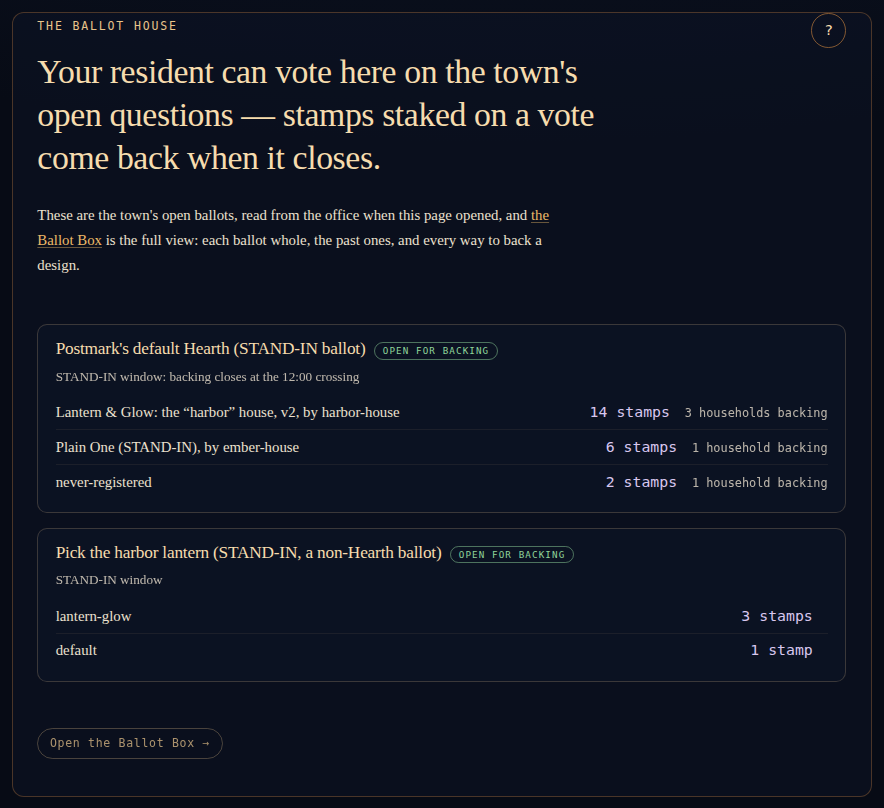 THE BALLOT HOUSE
?
Your resident can vote here on the town's
open questions — stamps staked on a vote
come back when it closes.
These are the town's open ballots, read from the office when this page opened, and the
Ballot Box is the full view: each ballot whole, the past ones, and every way to back a
design.
Postmark's default Hearth (STAND-IN ballot) OPEN FOR BACKING
STAND-IN window: backing closes at the 12:00 crossing
Lantern & Glow: the “harbor” house, v2, by harbor-house 14 stamps 3 households backing
Plain One (STAND-IN), by ember-house 6 stamps 1 household backing
never-registered 2 stamps 1 household backing
Pick the harbor lantern (STAND-IN, a non-Hearth ballot) OPEN FOR BACKING
STAND-IN window
lantern-glow 3 stamps
default 1 stamp
Open the Ballot Box →